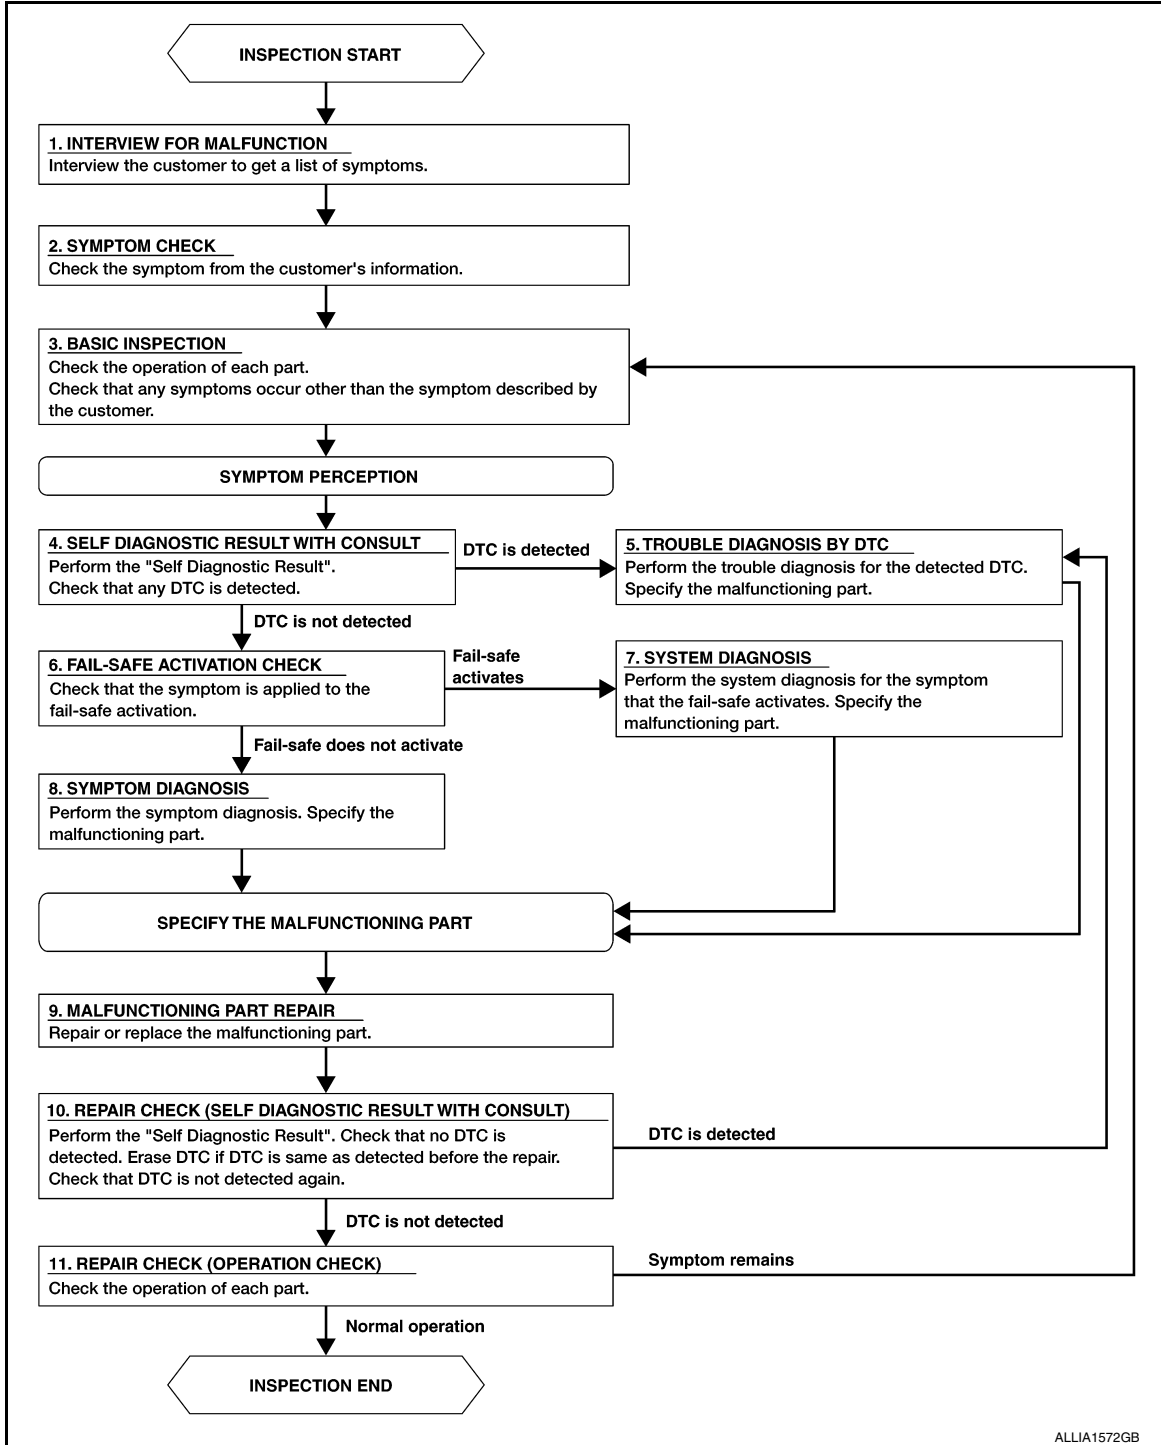 INSPECTION START
1. INTERVIEW FOR MALFUNCTION
Interview the customer to get a list of symptoms.
2. SYMPTOM CHECK
Check the symptom from the customer's information.
3. BASIC INSPECTION
Check the operation of each part.
Check that any symptoms occur other than the symptom described by
the customer.
SYMPTOM PERCEPTION
4. SELF DIAGNOSTIC RESULT WITH CONSULT
Perform the "Self Diagnostic Result".
Check that any DTC is detected.
DTC is detected
5. TROUBLE DIAGNOSIS BY DTC
Perform the trouble diagnosis for the detected DTC.
Specify the malfunctioning part.
DTC is not detected
6. FAIL-SAFE ACTIVATION CHECK
Check that the symptom is applied to the
fail-safe activation.
Fail-safe
activates
7. SYSTEM DIAGNOSIS
Perform the system diagnosis for the symptom
that the fail-safe activates. Specify the
malfunctioning part.
Fail-safe does not activate
8. SYMPTOM DIAGNOSIS
Perform the symptom diagnosis. Specify the
malfunctioning part.
SPECIFY THE MALFUNCTIONING PART
9. MALFUNCTIONING PART REPAIR
Repair or replace the malfunctioning part.
10. REPAIR CHECK (SELF DIAGNOSTIC RESULT WITH CONSULT)
Perform the "Self Diagnostic Result". Check that no DTC is
detected. Erase DTC if DTC is same as detected before the repair.
Check that DTC is not detected again.
DTC is detected
DTC is not detected
11. REPAIR CHECK (OPERATION CHECK)
Check the operation of each part.
Symptom remains
Normal operation
INSPECTION END
ALLIA1572GB